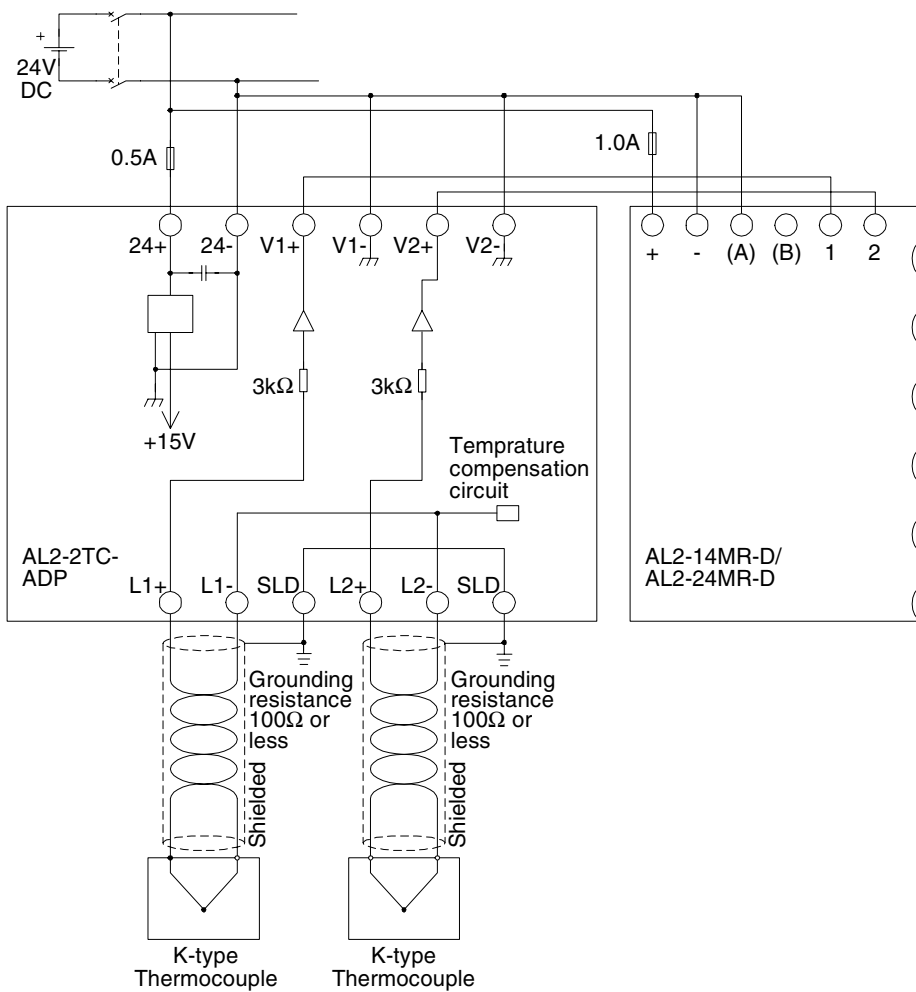 +
24V
DC
0.5A
1.0A
24+
24-
V1+
V1-
V2+
V2-
+
-
(A)
(B)
1
2
3kΩ
3kΩ
+15V
Temprature
compensation
circuit
AL2-2TC-
ADP
AL2-14MR-D/
AL2-24MR-D
L1+
L1-
SLD
L2+
L2-
SLD
Grounding
resistance
100Ω or
less
Shielded
Grounding
resistance
100Ω or
less
Shielded
K-type
Thermocouple
K-type
Thermocouple